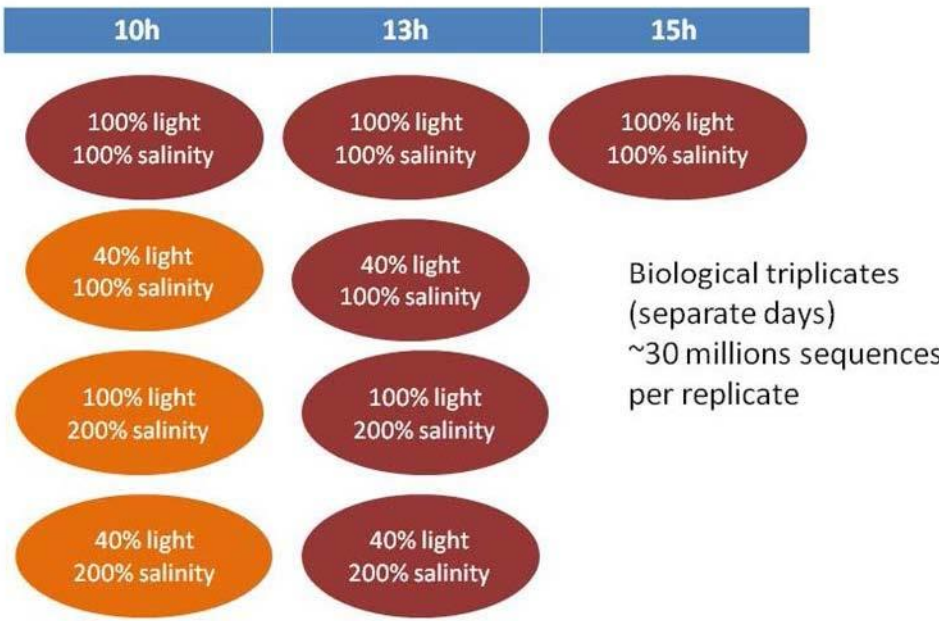 10h
13h
15h
100% light
100% salinity
100% light
100% salinity
100% light
100% salinity
40% light
100% salinity
40% light
100% salinity
Biological triplicates
(separate days)
~30 millions sequences
per replicate
100% light
200% salinity
100% light
200% salinity
40% light
200% salinity
40% light
200% salinity